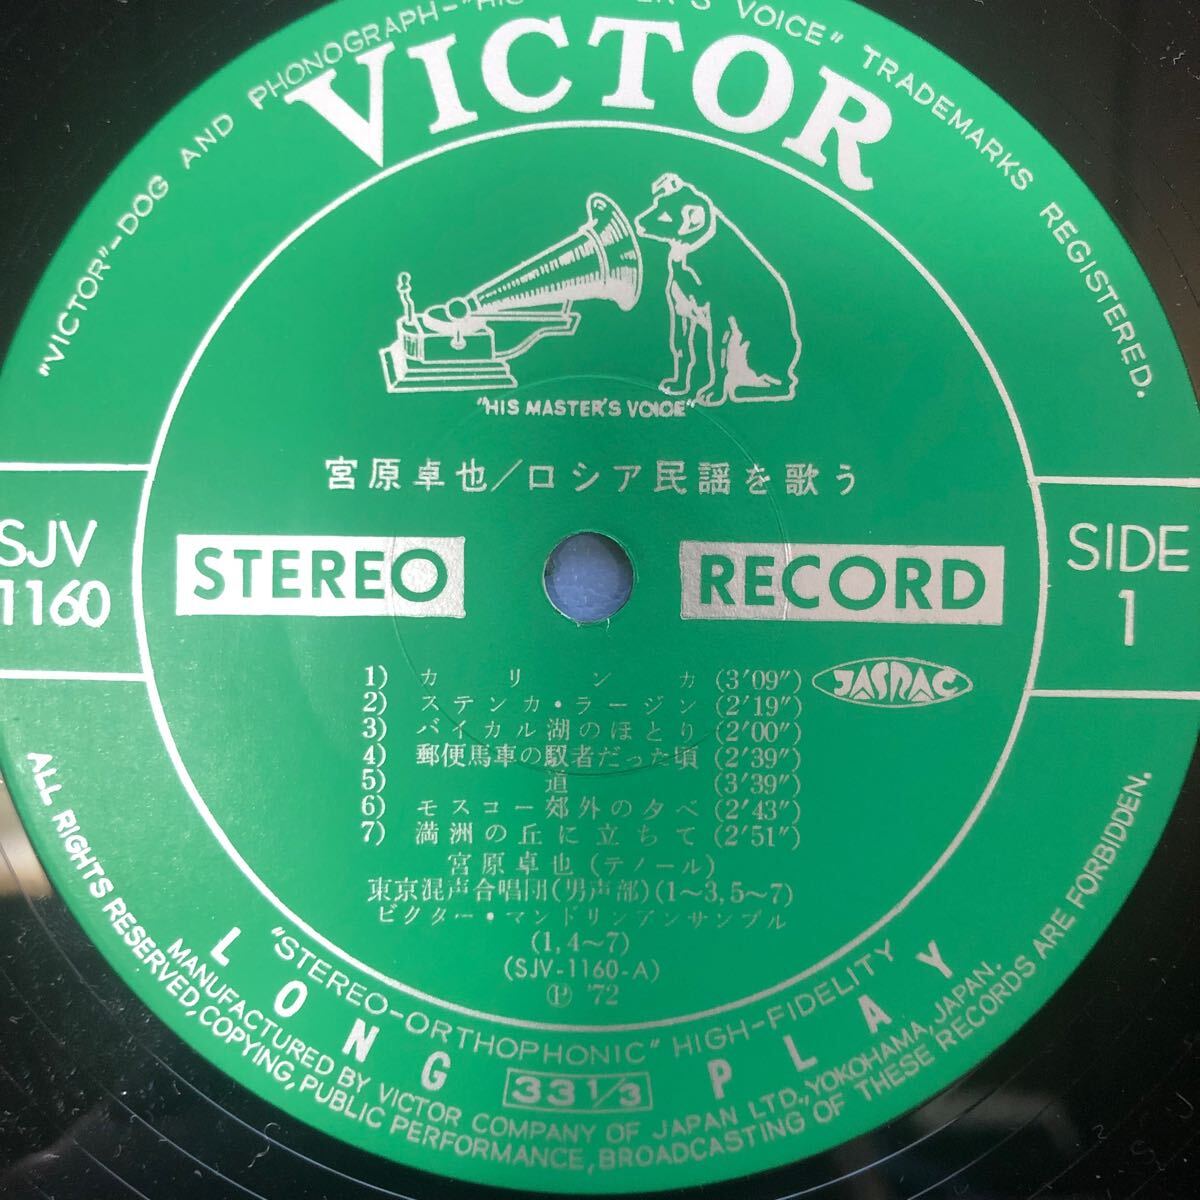 "VICTOR"-DOG AND PHONOGRAPH-"HIS MASTER'S VOICE" TRADEMARKS REGISTERED.
VICTOR
"HIS MASTER'S VOICE"
宮原卓也/ロシア民謡を歌う
SJV
1160
STEREO RECORD
SIDE
1
1) カリンカ (3′09″)
JASRAC
2) ステンカ・ラージン (2′19″)
3) バイカル湖のほとり (2′00″)
4) 郵便馬車の馭者だった頃 (2′39″)
5) 道 (3′39″)
6) モスコー郊外の夕べ (2′43″)
7) 満洲の丘に立ちて (2′51″)
宮原卓也(テノール)
東京混声合唱団(男声部)(1~3,5~7)
ビクター・マンドリンアンサンブル
(1,4~7)
(SJV-1160-A)
Ⓟ '72
"STEREO-ORTHOPHONIC" HIGH-FIDELITY
LONG PLAY
33 1/3
MANUFACTURED BY VICTOR COMPANY OF JAPAN LTD., YOKOHAMA, JAPAN.
ALL RIGHTS RESERVED, COPYING, PUBLIC PERFORMANCE, BROADCASTING OF THESE RECORDS ARE FORBIDDEN.